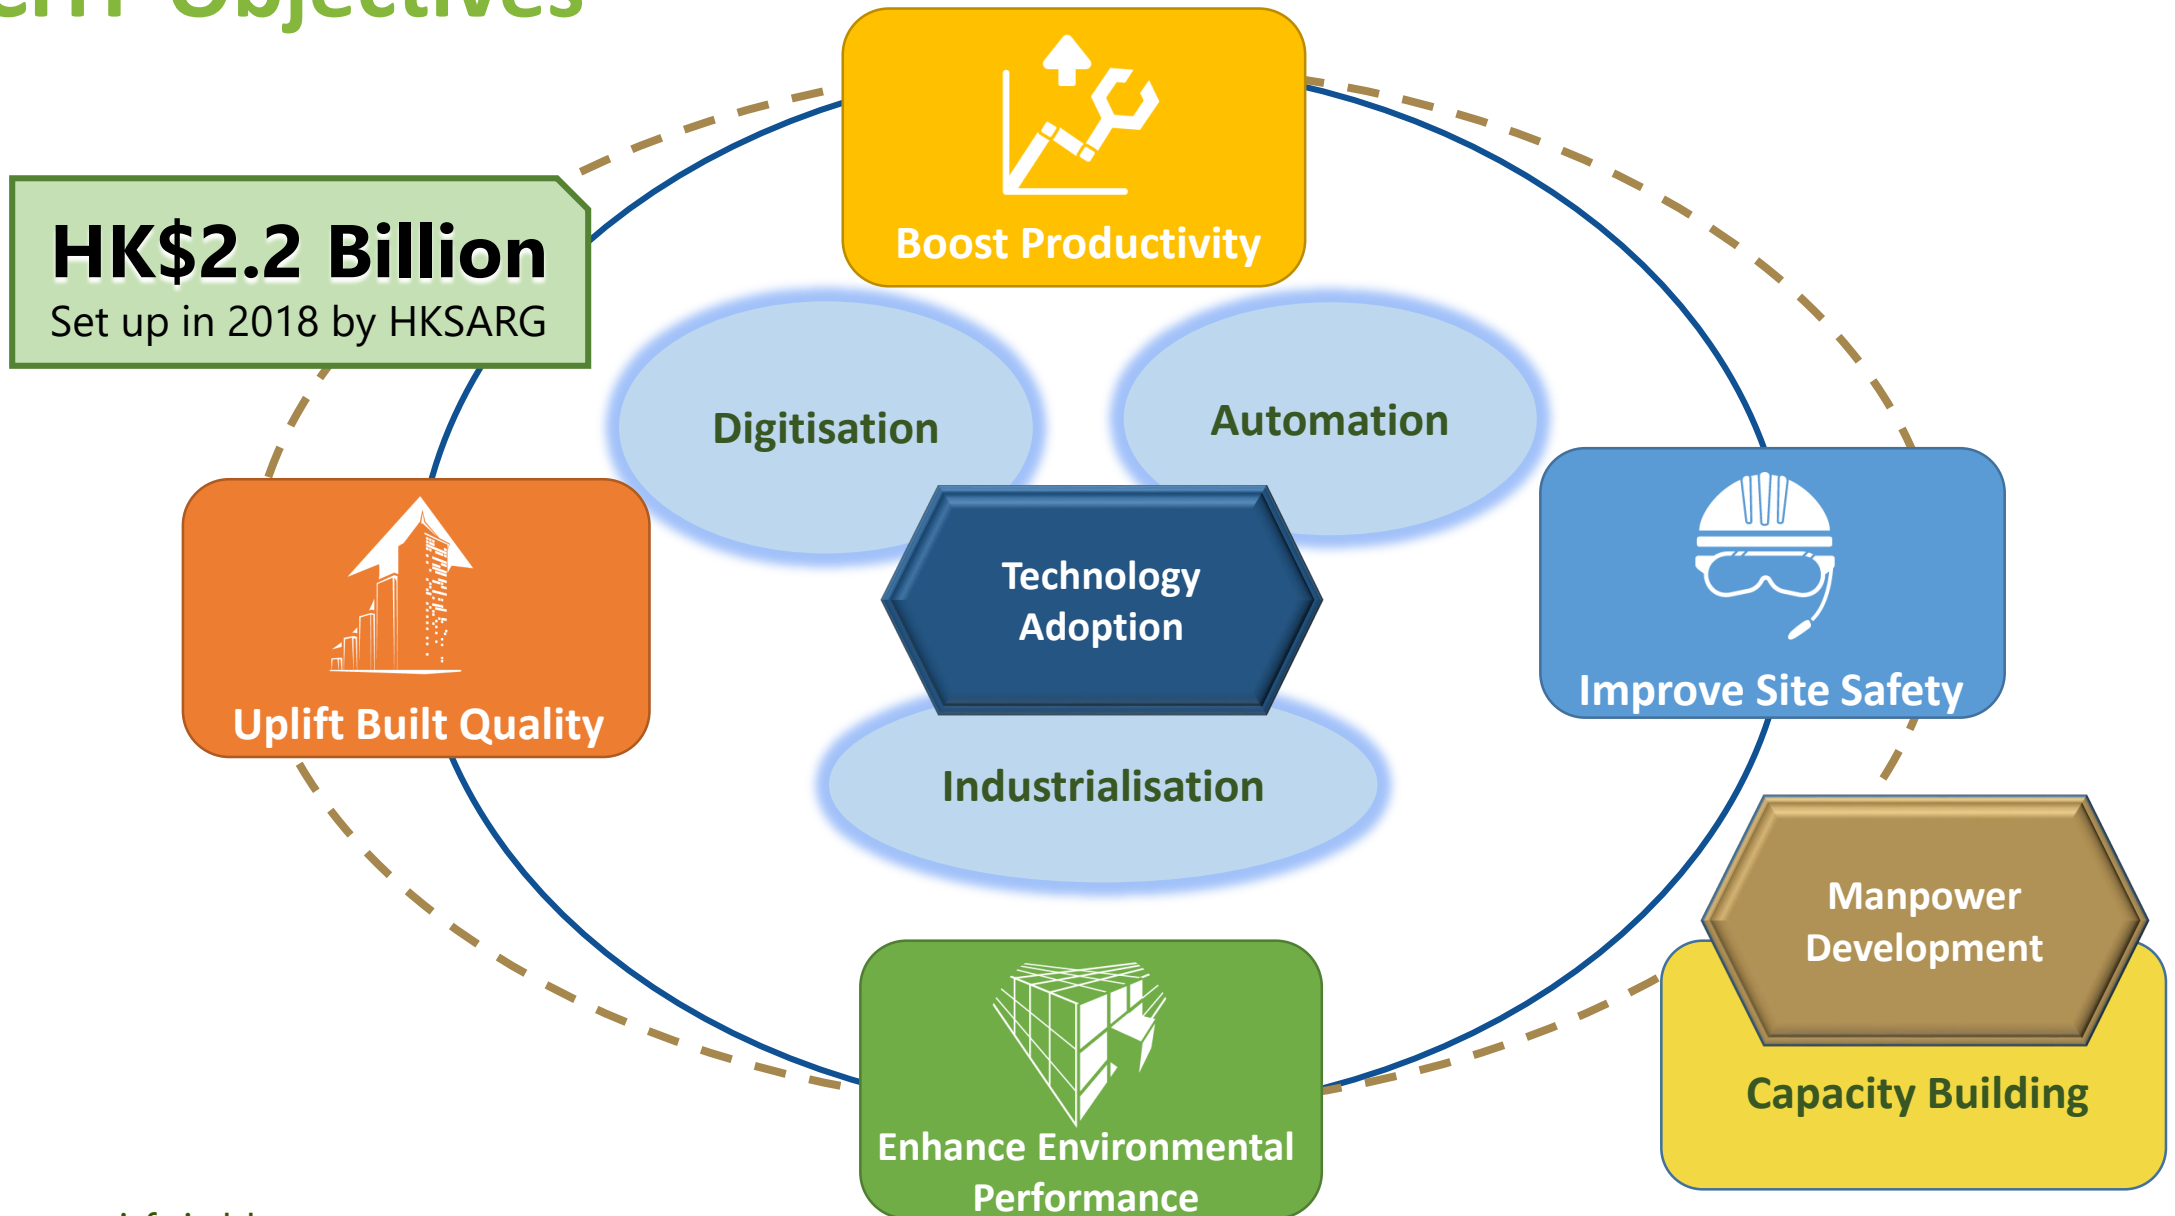 Objectives
Boost Productivity
HK$2.2 Billion
Set up in 2018 by HKSARG
Digitisation
Automation
Technology
Adoption
Uplift Built Quality
Improve Site Safety
Industrialisation
Manpower
Development
Capacity Building
Enhance Environmental
Performance